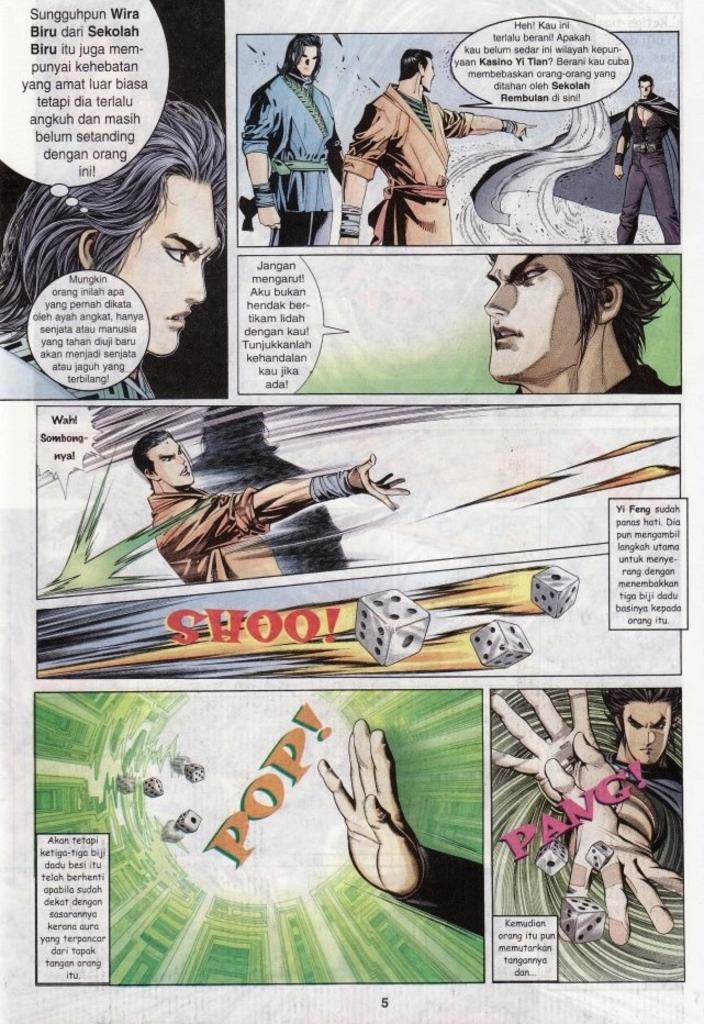 Sungguhpun Wira
Biru dari Sekolah
Biru itu juga mem-
punyai kehebatan
yang amat luar biasa
tetapi dia terlalu
angkuh dan masih
belum setanding
dengan orang
ini!
Mungkin
orang inilah apa
yang pernah dikata
oleh ayah angkat, hanya
senjata atau manusia
yang tahan diuji baru
akan menjadi senjata
atau jaguh yang
terbilang!
Heh! Kau ini
terlalu berani! Apakah
kau belum sedar ini wilayah kepun-
yaan Kasino Yi Tian? Berani kau cuba
membebaskan orang-orang yang
ditahan oleh Sekolah
Rembulan di sini!
Jangan
mengarut!
Aku bukan
hendak ber-
tikam lidah
dengan kau!
Tunjukkanlah
kehandalan
kau jika
ada!
Wah!
Sombong-
nya!
Yi Feng sudah
panas hati. Dia
pun mengambil
langkah utama
untuk menye-
rang dengan
menembakkan
tiga biji dadu
basinya kepada
orang itu.
SHOO!
POP!
Akan tetapi
ketiga-tiga biji
dadu besi itu
telah berhenti
apabila sudah
dekat dengan
sasarannya
kerana aura
yang terpancar
dari tapak
tangan orang
itu.
PANG!
Kemudian
orang itu pun
memutarkan
tangannya
dan...
5